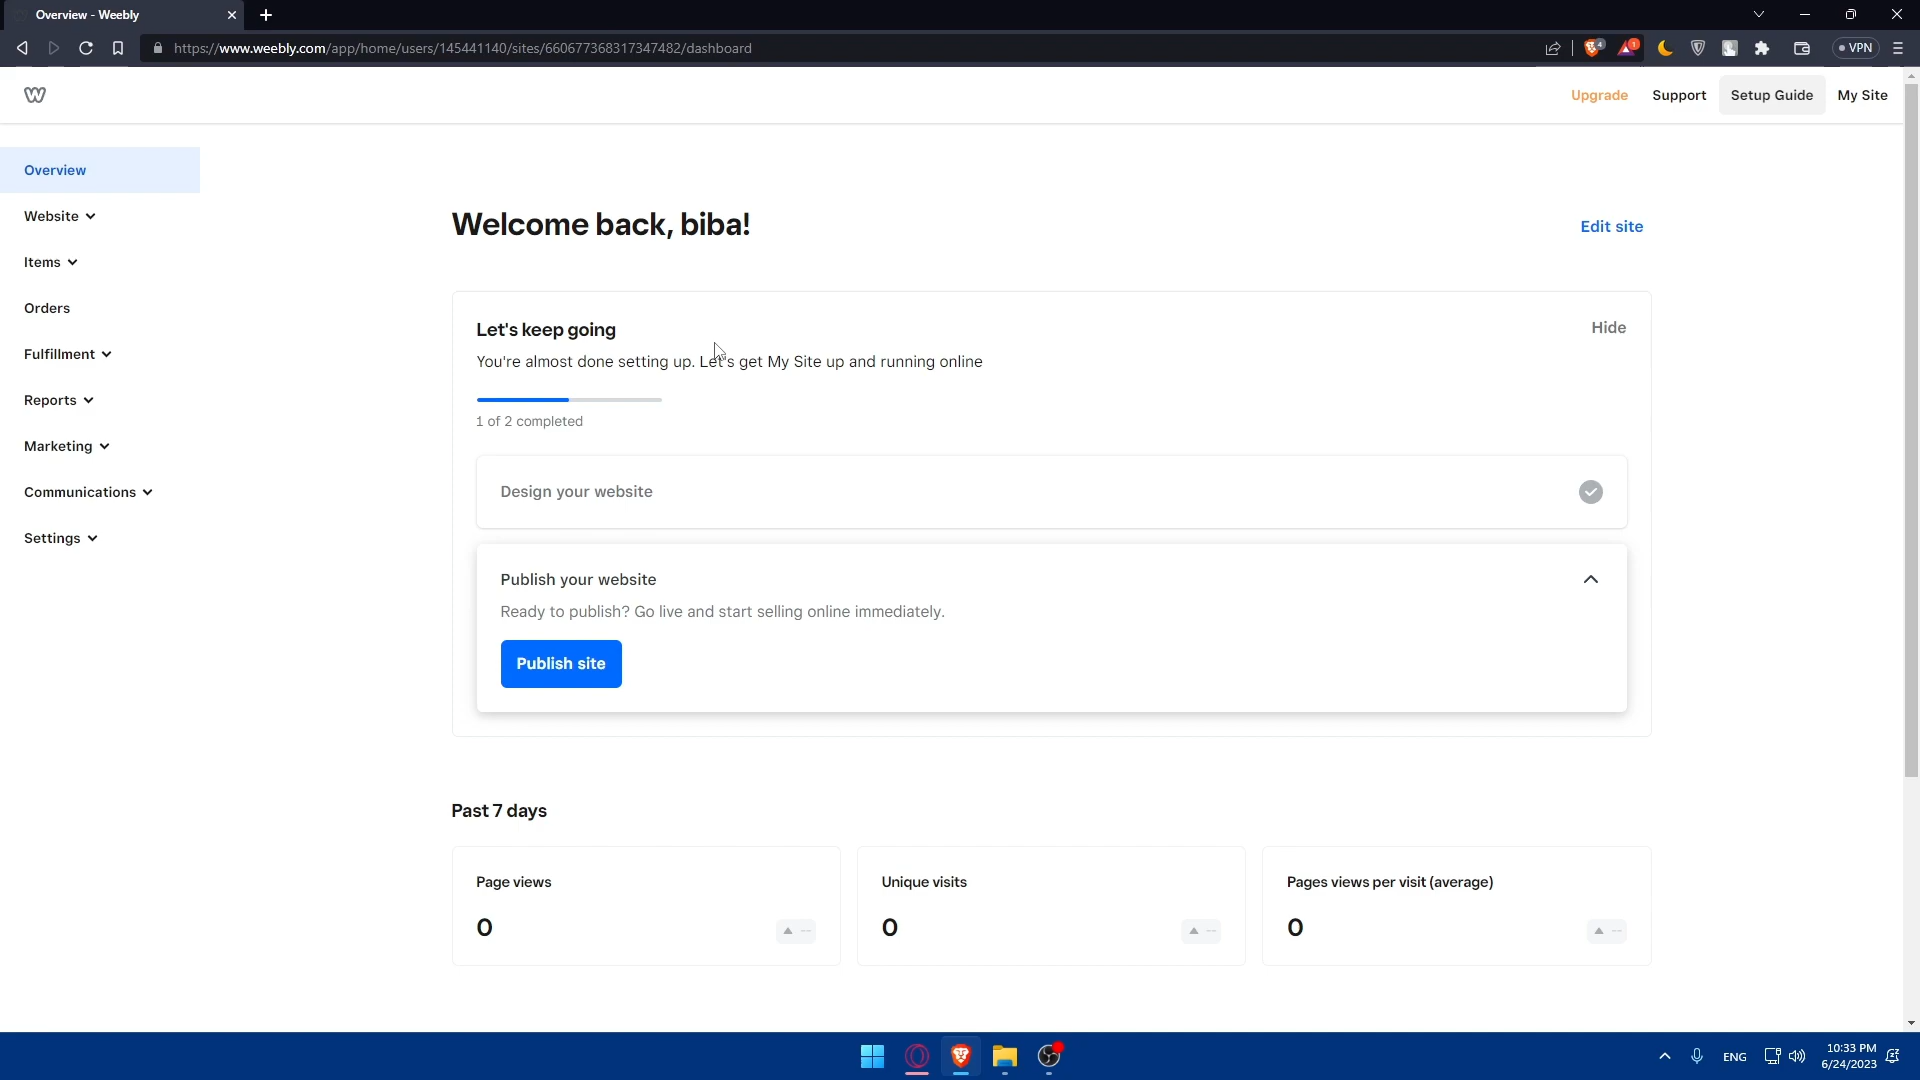 Overview - Weebly
https://www.weebly.com/app/home/users/145441140/sites/660677368317347482/dashboard
4
1
VPN
W
Upgrade
Support
Setup Guide
My Site
Overview
Website
Items
Orders
Fulfillment
Reports
Marketing
Communications
Settings
Welcome back, biba!
Edit site
Let's keep going
Hide
You're almost done setting up. Let's get My Site up and running online
1 of 2 completed
Design your website
Publish your website
Ready to publish? Go live and start selling online immediately.
Publish site
Past 7 days
Page views
0
--
Unique visits
0
--
Pages views per visit (average)
0
--
ENG
10:33 PM
6/24/2023